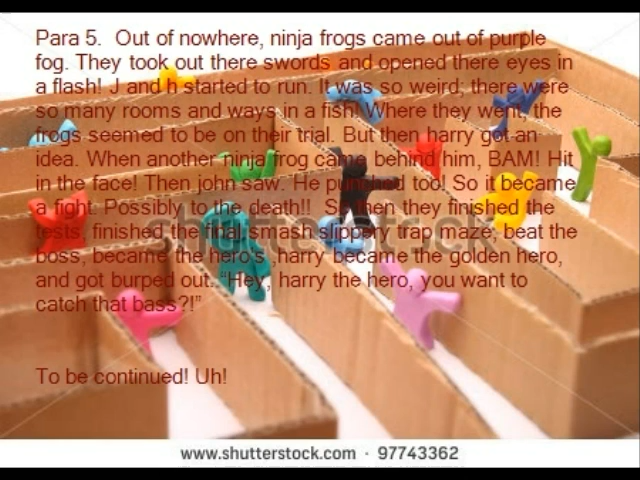 Para 5.  Out of nowhere, ninja frogs came out of purple
fog. They took out there swords and opened there eyes in
a flash! J and h started to run. It was so weird; there were
so many rooms and ways in a fish. Where they went, the
frogs seemed to be on their trial. But then harry got an
idea. When another ninja frog came behind him, BAM! Hit
in the face! Then john saw. He punched too! So it became
a fight. Possibly to the death!!  So then they finished the
tests, finished the final smash slippery trap maze, beat the
boss, became the hero's ,harry became the golden hero,
and got burped out. “Hey, harry the hero, you want to
catch that bass?!”
To be continued! Uh!
shutterstock
www.shutterstock.com · 97743362